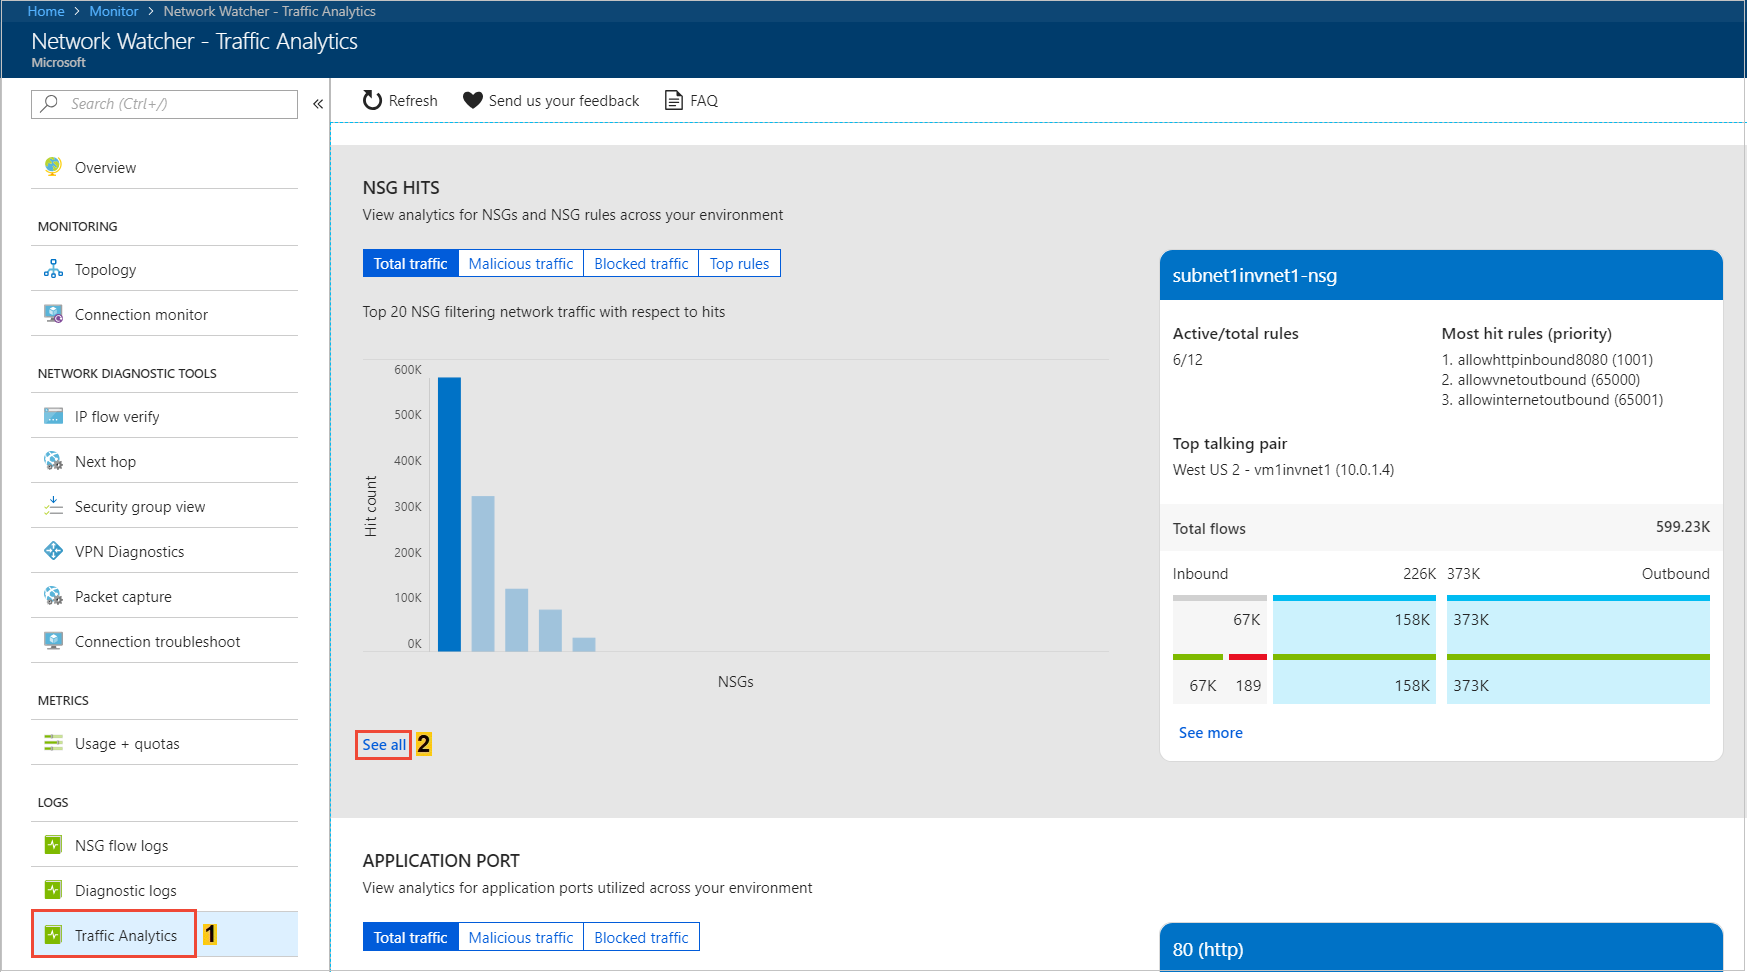 Home > Monitor > Network Watcher - Traffic Analytics
Network Watcher - Traffic Analytics
Microsoft
Search (Ctrl+/)
«
Overview
MONITORING
Topology
Connection monitor
NETWORK DIAGNOSTIC TOOLS
IP flow verify
Next hop
Security group view
VPN Diagnostics
Packet capture
Connection troubleshoot
METRICS
Usage + quotas
LOGS
NSG flow logs
Diagnostic logs
Traffic Analytics 1
Refresh Send us your feedback FAQ
NSG HITS
View analytics for NSGs and NSG rules across your environment
Total traffic Malicious traffic Blocked traffic Top rules
Top 20 NSG filtering network traffic with respect to hits
Hit count
600K
500K
400K
300K
200K
100K
0K
NSGs
See all 2
subnet1invnet1-nsg
Active/total rules
6/12
Most hit rules (priority)
1. allowhttpinbound8080 (1001)
2. allowvnetoutbound (65000)
3. allowinternetoutbound (65001)
Top talking pair
West US 2 - vm1invnet1 (10.0.1.4)
Total flows 599.23K
Inbound 226K 373K Outbound
67K 158K 373K
67K 189 158K 373K
See more
APPLICATION PORT
View analytics for application ports utilized across your environment
Total traffic Malicious traffic Blocked traffic
80 (http)